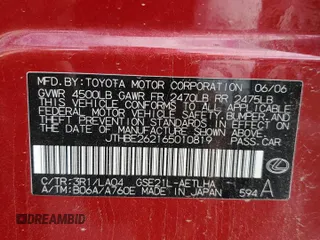 MFD. BY: TOYOTA MOTOR CORPORATION 06/06
GVWR 4500LB GAWR FR 2470LB RR 2475LB
THIS VEHICLE CONFORMS TO ALL APPLICABLE
FEDERAL MOTOR VEHICLE SAFETY, BUMPER, AND
THEFT PREVENTION STANDARDS IN EFFECT ON
THE DATE OF MANUFACTURE SHOWN ABOVE.
JTHBE262165010819 PASS.CAR
C/TR:3R1/LA04 GSE21L-AETLHA
A/TM:B06A/A760E MADE IN JAPAN 594 A
DREAMBID